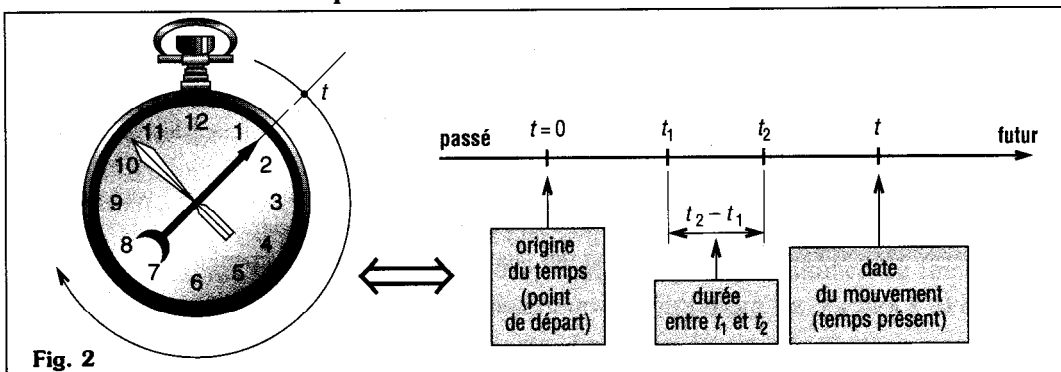 12
11
1
10
2
9
3
8
4
7
5
6
t
passé
t = 0
t₁
t₂
t
futur
t₂ – t₁
origine
du temps
(point
de départ)
durée
entre t₁ et t₂
date
du mouvement
(temps présent)
Fig. 2